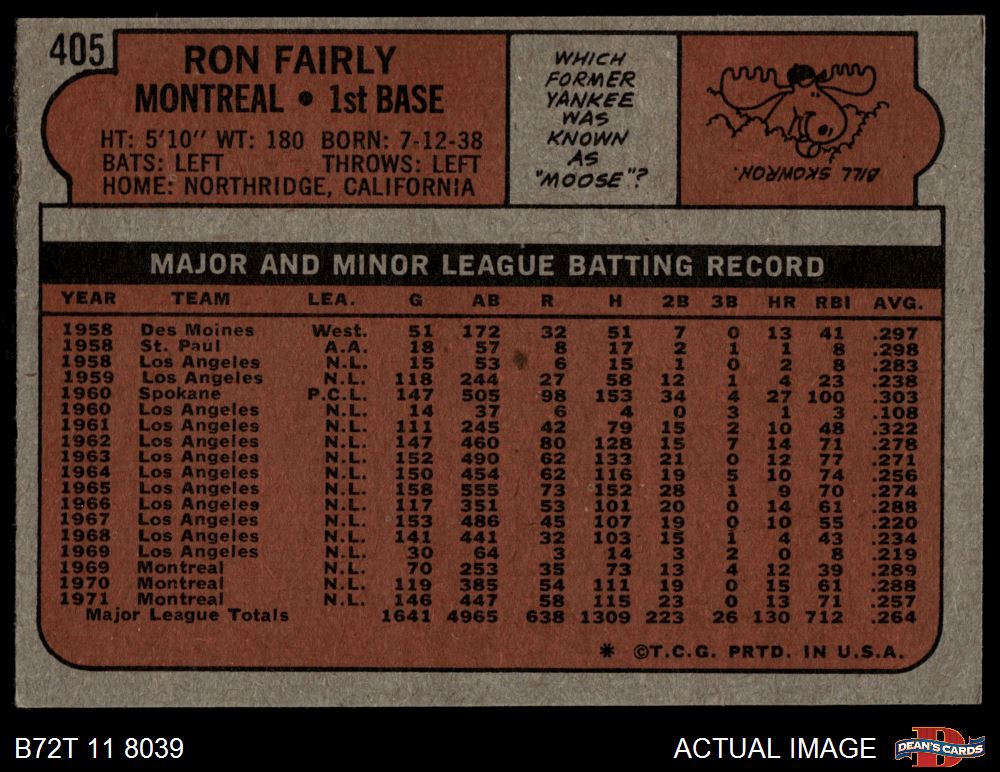 405
RON FAIRLY
MONTREAL • 1st BASE
HT: 5'10" WT: 180 BORN: 7-12-38
BATS: LEFT THROWS: LEFT
HOME: NORTHRIDGE, CALIFORNIA
WHICH
FORMER
YANKEE
WAS
KNOWN
AS
"MOOSE"?
BILL SKOWRON.
MAJOR AND MINOR LEAGUE BATTING RECORD
YEAR TEAM LEA. G AB R H 2B 3B HR RBI AVG.
1958 Des Moines West. 51 172 32 51 7 0 13 41 .297
1958 St. Paul A.A. 18 57 8 17 2 1 1 8 .298
1958 Los Angeles N.L. 15 53 6 15 1 0 2 8 .283
1959 Los Angeles N.L. 118 244 27 58 12 1 4 23 .238
1960 Spokane P.C.L. 147 505 98 153 34 4 27 100 .303
1960 Los Angeles N.L. 14 37 6 4 0 3 1 3 .108
1961 Los Angeles N.L. 111 245 42 79 15 2 10 48 .322
1962 Los Angeles N.L. 147 460 80 128 15 7 14 71 .278
1963 Los Angeles N.L. 152 490 62 133 21 0 12 77 .271
1964 Los Angeles N.L. 150 454 62 116 19 5 10 74 .256
1965 Los Angeles N.L. 158 555 73 152 28 1 9 70 .274
1966 Los Angeles N.L. 117 351 53 101 20 0 14 61 .288
1967 Los Angeles N.L. 153 486 45 107 19 0 10 55 .220
1968 Los Angeles N.L. 141 441 32 103 15 1 4 43 .234
1969 Los Angeles N.L. 30 64 3 14 3 2 0 8 .219
1969 Montreal N.L. 70 253 35 73 13 4 12 39 .289
1970 Montreal N.L. 119 385 54 111 19 0 15 61 .288
1971 Montreal N.L. 146 447 58 115 23 0 13 71 .257
Major League Totals 1641 4965 638 1309 223 26 130 712 .264
* ©T.C.G. PRTD. IN U.S.A.
B72T 11 8039
ACTUAL IMAGE
D
DEAN'S CARDS